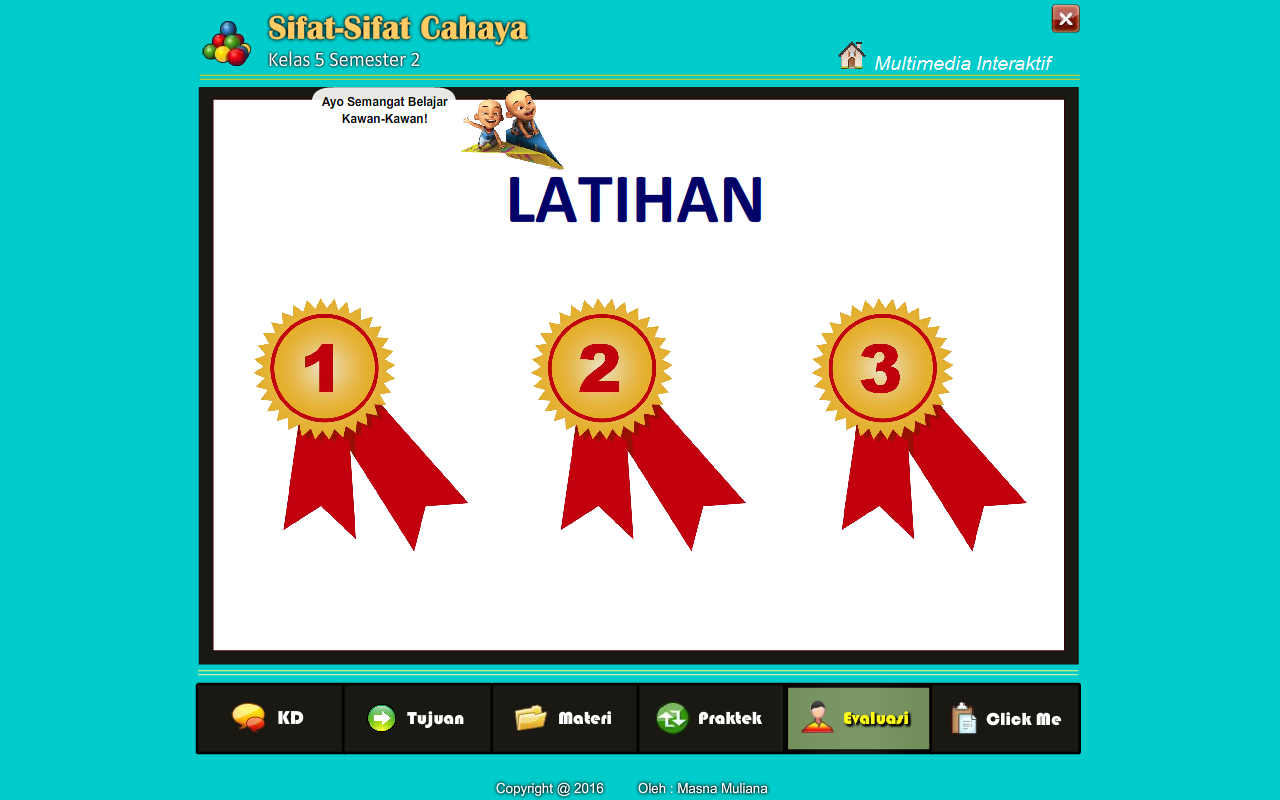 Sifat-Sifat Cahaya
Kelas 5 Semester 2
Multimedia Interaktif
Ayo Semangat Belajar
Kawan-Kawan!
LATIHAN
1 2 3
KD Tujuan Materi Praktek Evaluasi Click Me
Copyright @ 2016 Oleh : Masna Muliana